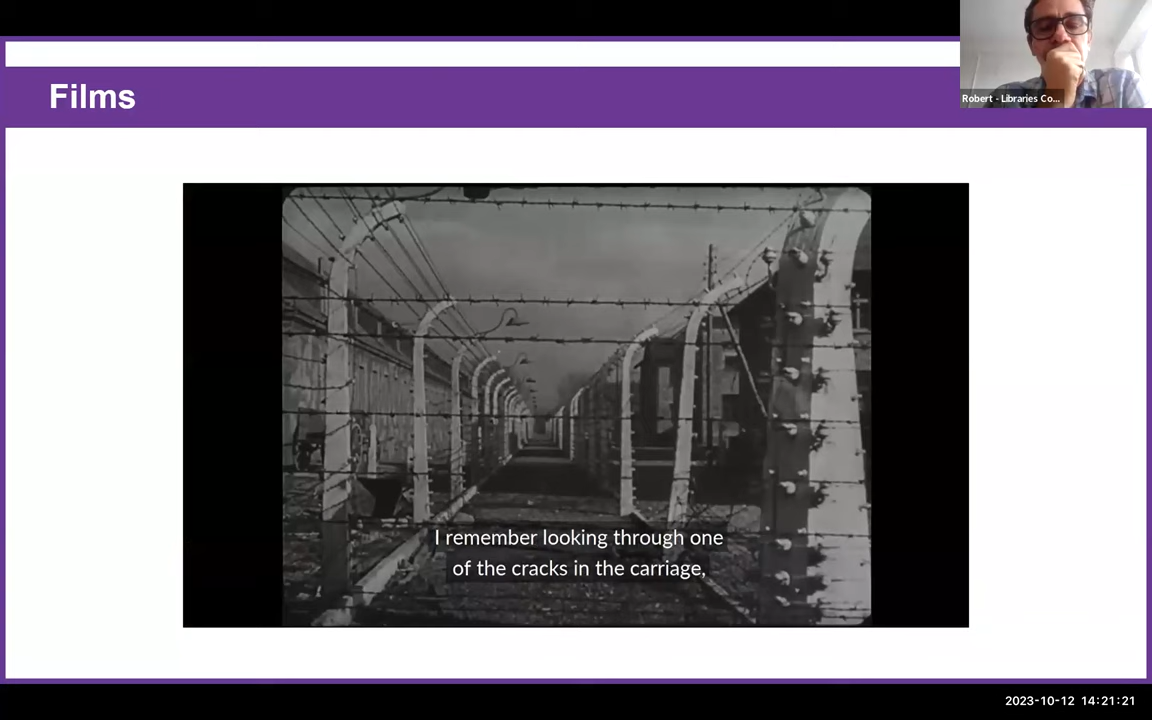 Films
Robert - Libraries Co...
I remember looking through one
of the cracks in the carriage,
2023-10-12 14:21:21